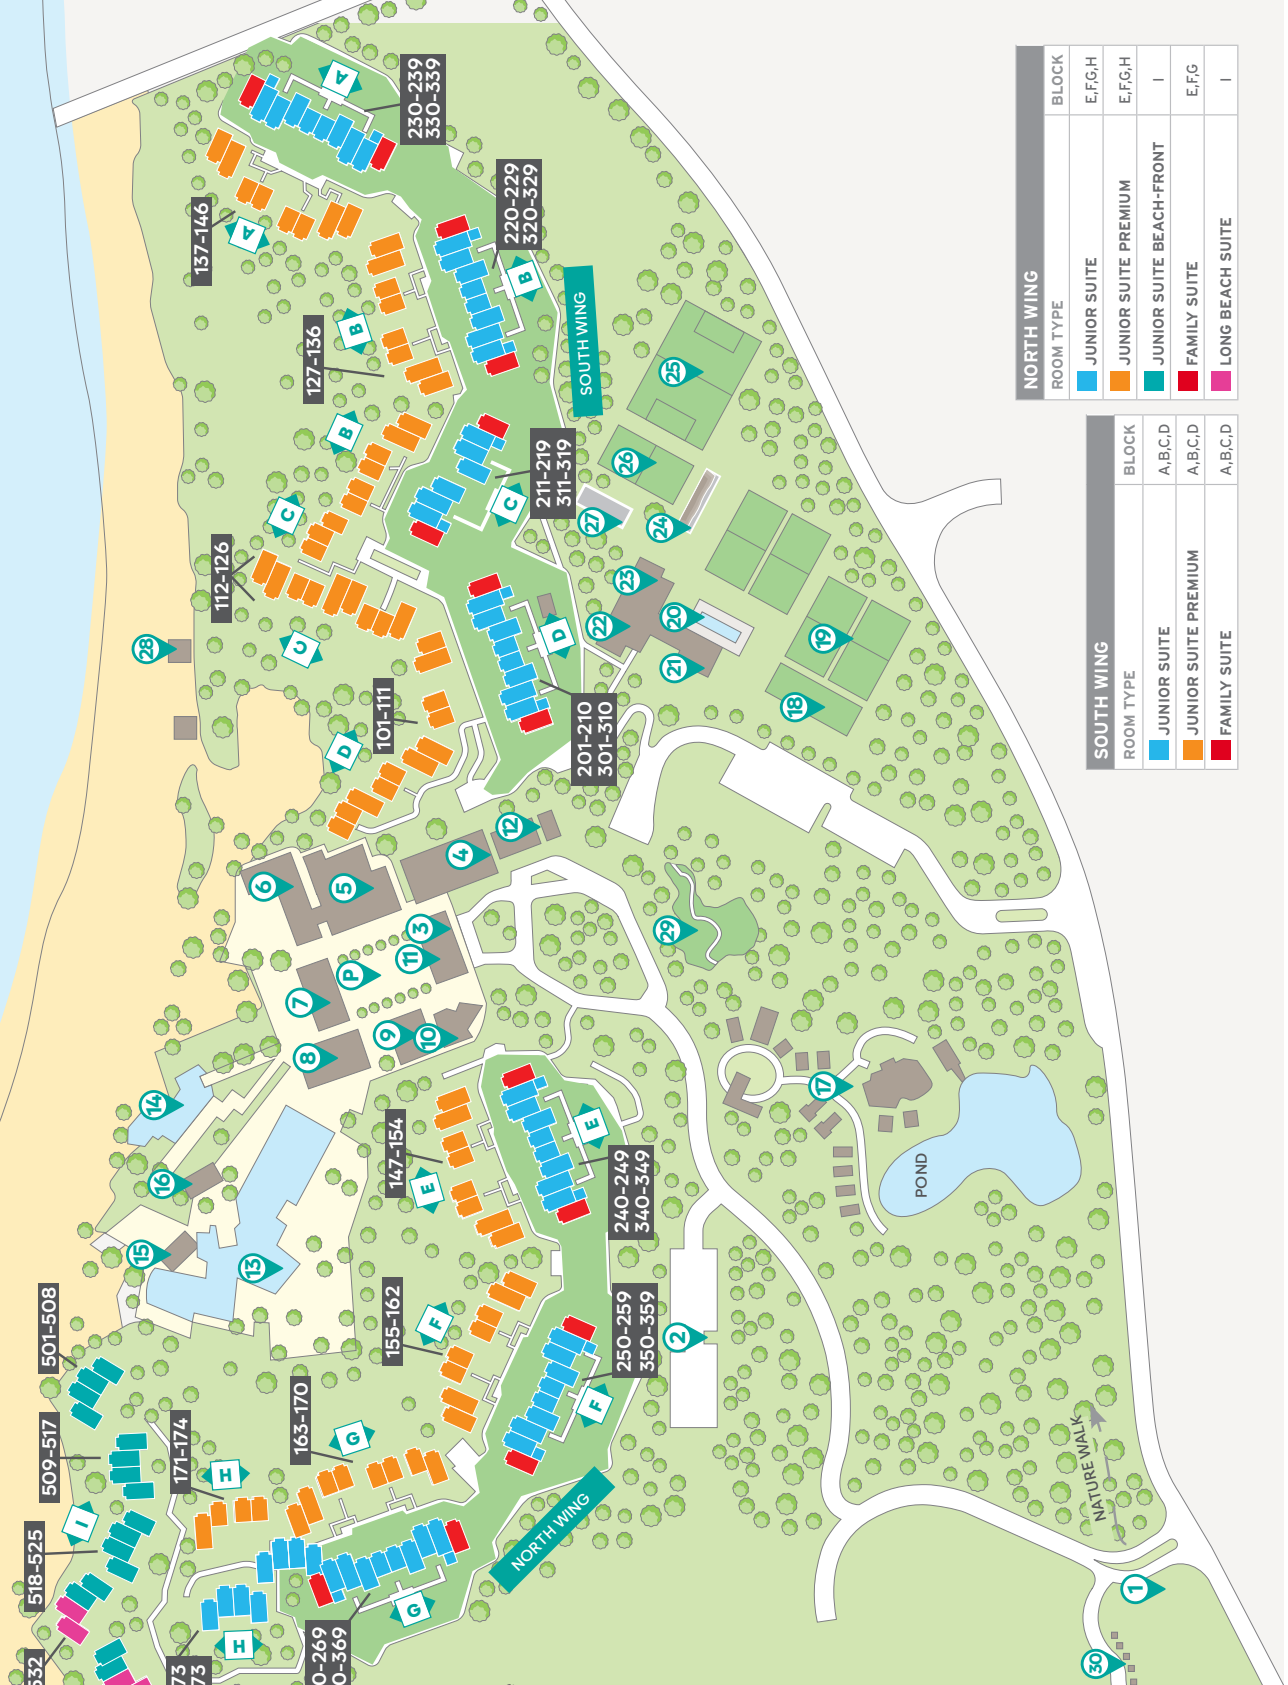 230-239
330-339
A
137-146
A
220-229
320-329
B
B
127-136
SOUTH WING
B
25
26
211-219
311-319
C
C
27
24
112-126
23
22
20
D
28
C
21
19
18
101-111
D
201-210
301-310
12
4
6
5
3
29
11
P
7
9
10
8
17
14
147-154
E
E
16
240-249
340-349
POND
15
13
501-508
155-162
F
250-259
350-359
2
F
509-517
171-174
163-170
G
H
I
518-525
NORTH WING
NATURE WALK
G
H
1
30
NORTH WING
ROOM TYPE BLOCK
JUNIOR SUITE E,F,G,H
JUNIOR SUITE PREMIUM E,F,G,H
JUNIOR SUITE BEACH-FRONT I
FAMILY SUITE E,F,G
LONG BEACH SUITE I
SOUTH WING
ROOM TYPE BLOCK
JUNIOR SUITE A,B,C,D
JUNIOR SUITE PREMIUM A,B,C,D
FAMILY SUITE A,B,C,D